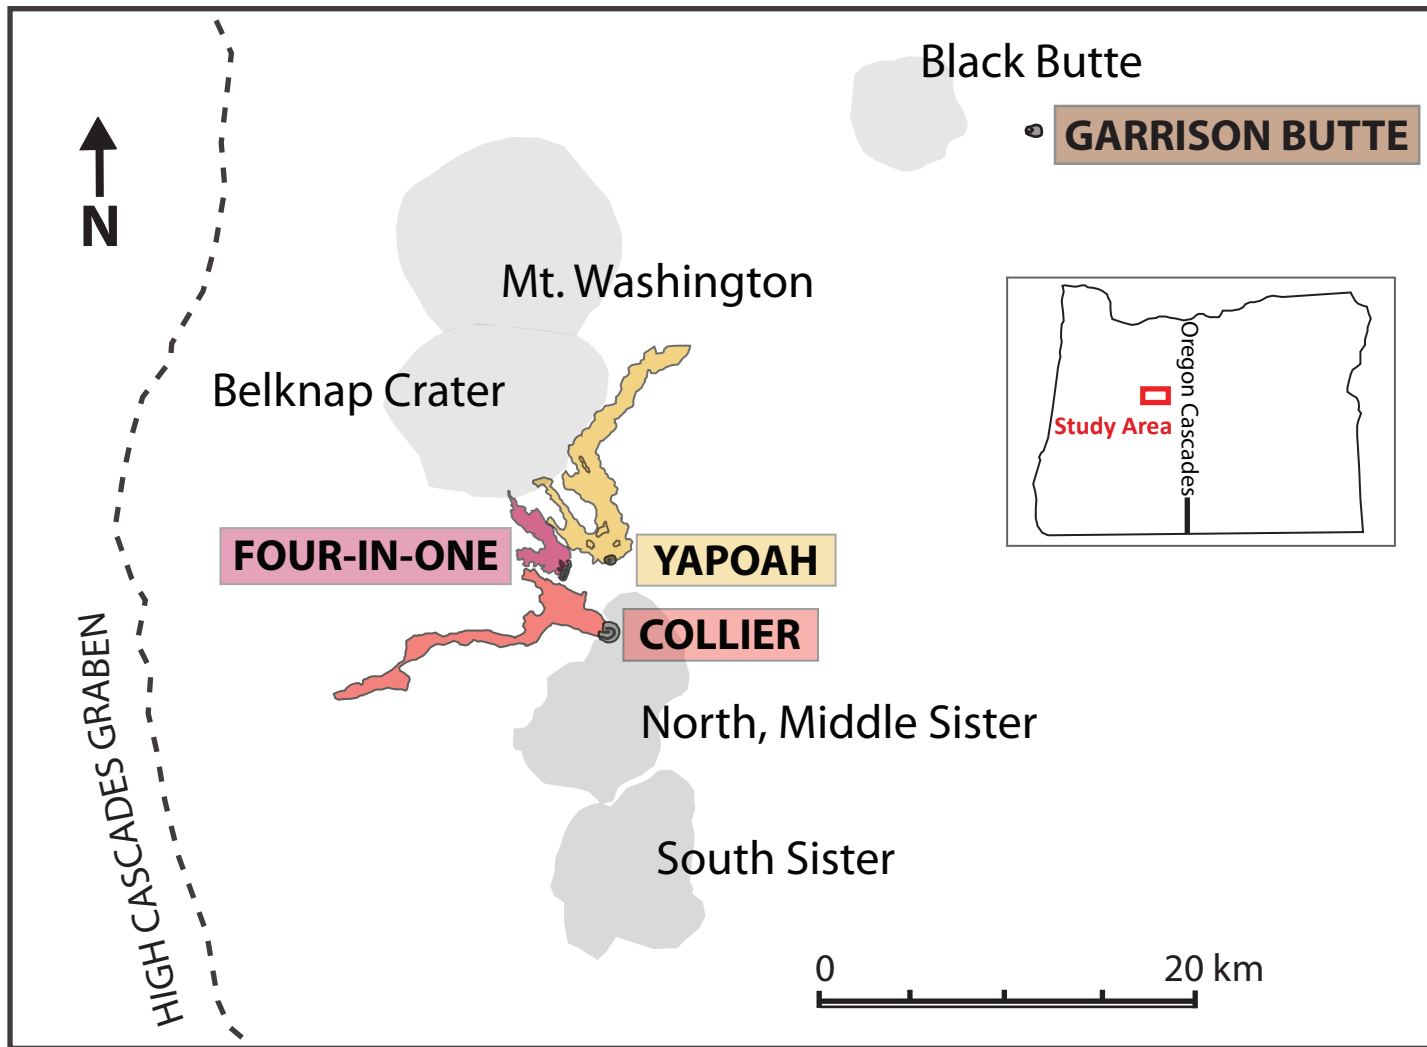 Black Butte
GARRISON BUTTE
N
Mt. Washington
Belknap Crater
Oregon Cascades
Study Area
FOUR-IN-ONE
YAPOAH
COLLIER
North, Middle Sister
South Sister
HIGH CASCADES GRABEN
0 20 km